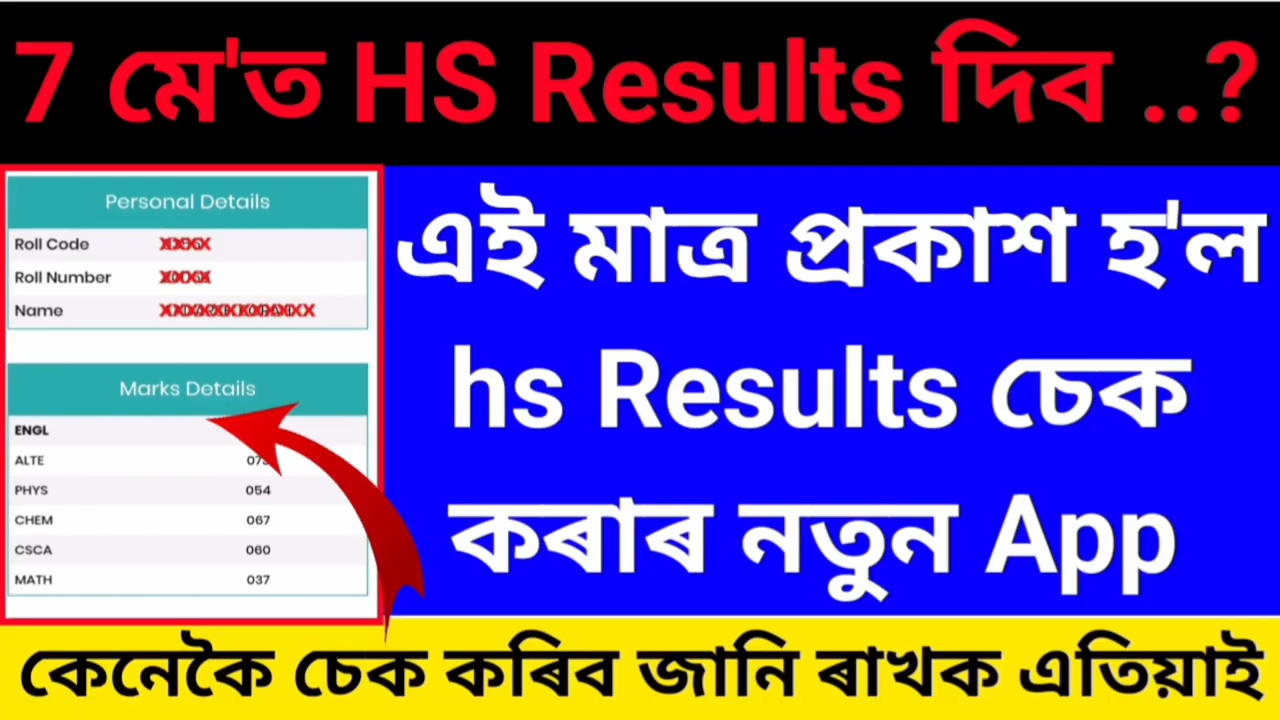 7 মে'ত HS Results দিব ..?
Personal Details
Roll Code
Roll Number
Name
Marks Details
ENGL
ALTE
PHYS 054
CHEM 067
CSCA 060
MATH 037
এই মাত্ৰ প্ৰকাশ হ'ল
hs Results চেক
কৰাৰ নতুন App
কেনেকৈ চেক কৰিব জানি ৰাখক এতিয়াই